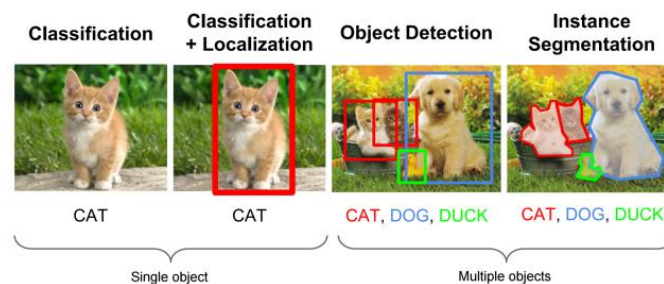 Classification
Classification
+ Localization
Object Detection
Instance
Segmentation
CAT
CAT
CAT, DOG, DUCK
CAT, DOG, DUCK
Single object
Multiple objects